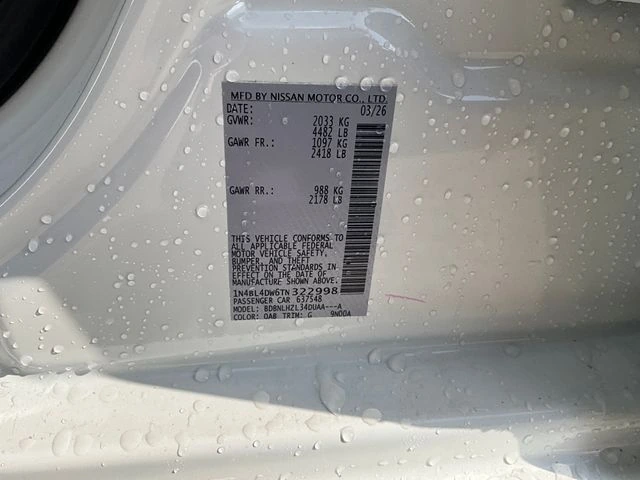 MFD BY NISSAN MOTOR CO., LTD.
DATE: 03/26
GVWR: 2033 KG
4482 LB
GAWR FR.: 1097 KG
2418 LB
GAWR RR.: 988 KG
2178 LB
THIS VEHICLE CONFORMS TO
ALL APPLICABLE FEDERAL
MOTOR VEHICLE SAFETY,
BUMPER, AND THEFT
PREVENTION STANDARDS IN
EFFECT ON THE DATE OF
MANUFACTURE SHOWN ABOVE.
1N4BL4DW6TN322998
PASSENGER CAR 637548
MODEL: BDBNLHZL34DUAA---A
COLOR: QAB TRIM: G 9N00A